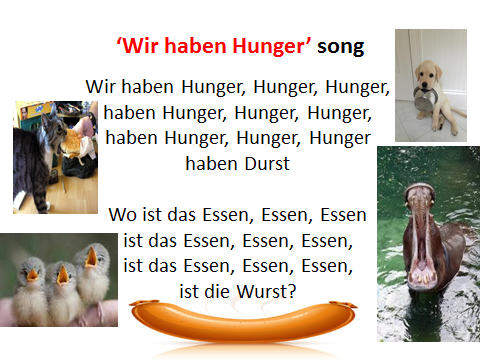 ‘Wir haben Hunger’ song
Wir haben Hunger, Hunger, Hunger,
haben Hunger, Hunger, Hunger,
haben Hunger, Hunger, Hunger
haben Durst
Wo ist das Essen, Essen, Essen
ist das Essen, Essen, Essen,
ist das Essen, Essen, Essen,
ist die Wurst?